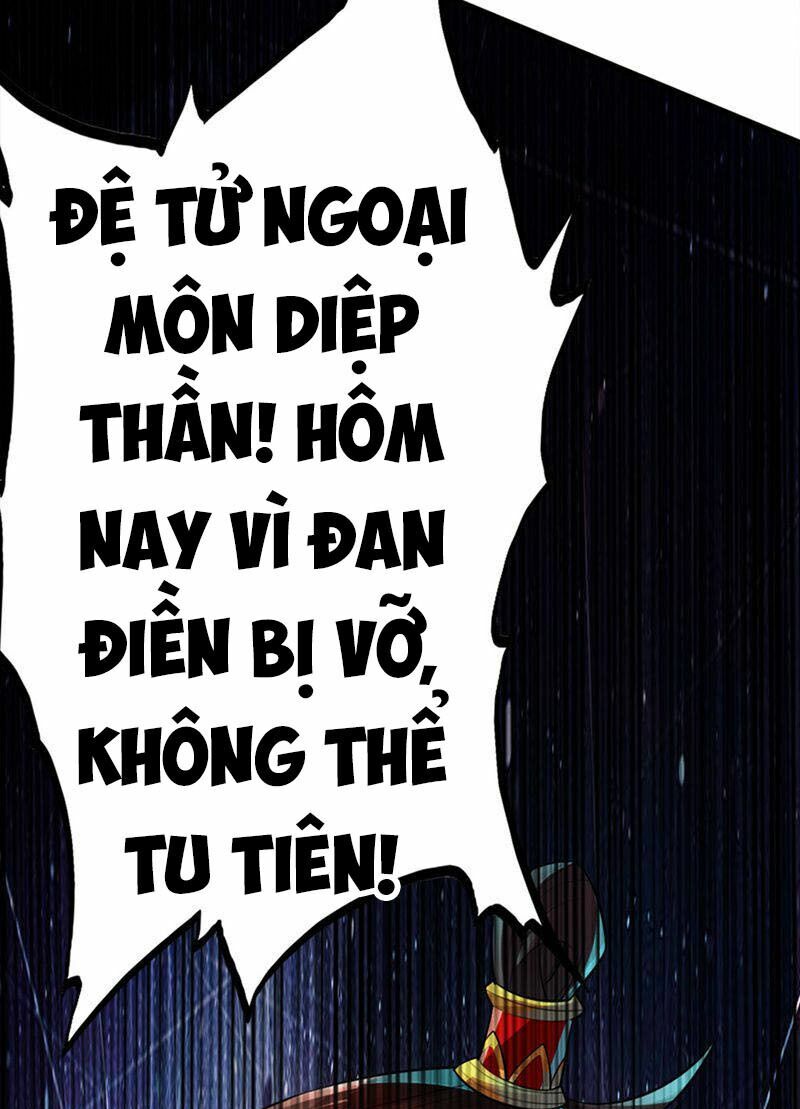 ĐỆ TỬ NGOẠI
MÔN DIỆP
THẦN! HÔM
NAY VÌ ĐAN
ĐIỀN BỊ VỠ,
KHÔNG THỂ
TU TIÊN!